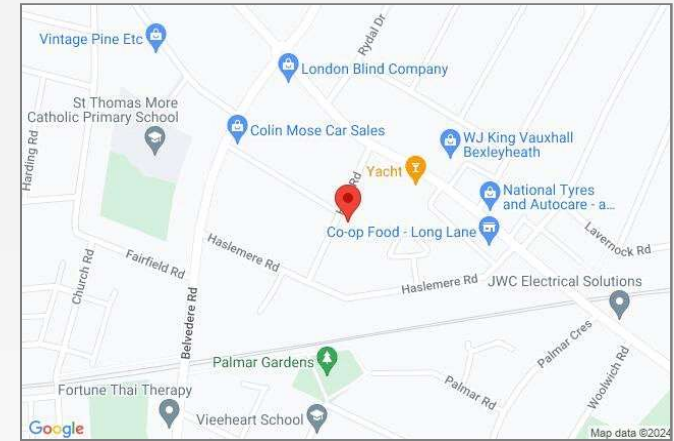 Rydal Dr
Vintage Pine Etc
London Blind Company
St Thomas More
Catholic Primary School
Colin Mose Car Sales
WJ King Vauxhall
Bexleyheath
Harding Rd
Yacht
Rd
National Tyres
and Autocare - a...
Co-op Food - Long Lane
Lavernock Rd
Haslemere Rd
Fairfield Rd
Church Rd
Haslemere Rd
JWC Electrical Solutions
Belvedere Rd
Palmar Cres
Palmar Gardens
Woolwich Rd
Palmar Rd
Fortune Thai Therapy
Vieeheart School
Google
Map data ©2024